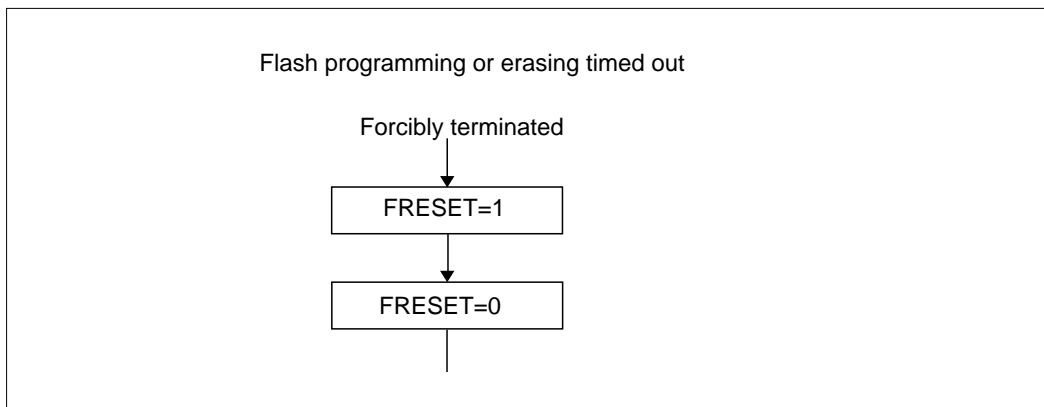 Flash programming or erasing timed out
Forcibly terminated
FRESET=1
FRESET=0